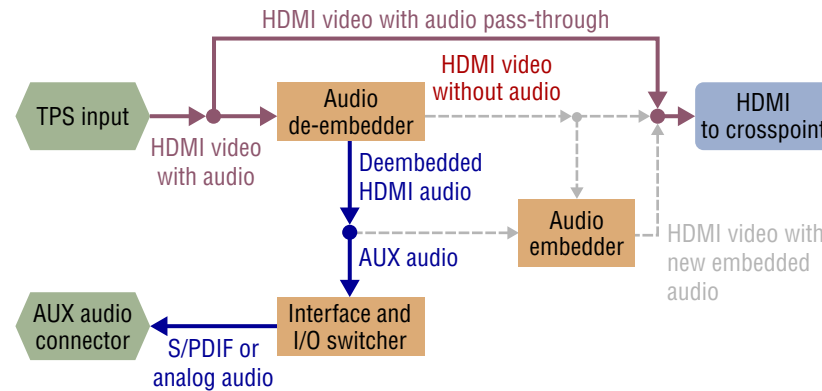 HDMI video with audio pass-through
TPS input
HDMI video
with audio
Audio
de-embedder
HDMI video
without audio
HDMI
to crosspoint
Deembedded
HDMI audio
AUX audio
Audio
embedder
HDMI video with
new embedded
audio
AUX audio
connector
S/PDIF or
analog audio
Interface and
I/O switcher